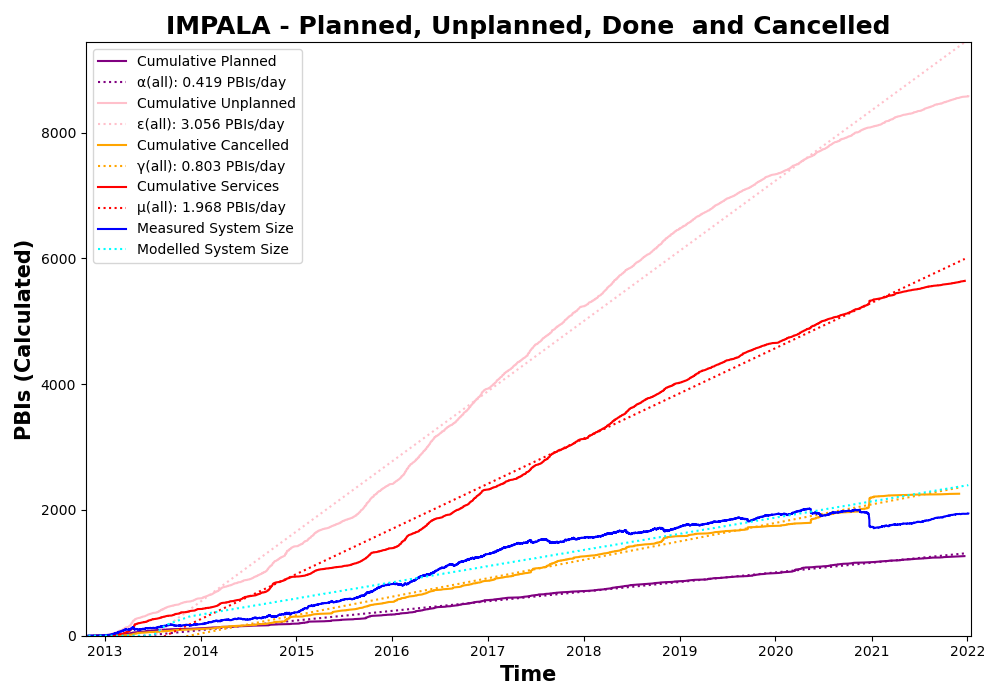 IMPALA - Planned, Unplanned, Done  and Cancelled
Cumulative Planned
α(all): 0.419 PBIs/day
Cumulative Unplanned
ε(all): 3.056 PBIs/day
Cumulative Cancelled
γ(all): 0.803 PBIs/day
Cumulative Services
μ(all): 1.968 PBIs/day
Measured System Size
Modelled System Size
PBIs (Calculated)
8000
6000
4000
2000
0
2013 2014 2015 2016 2017 2018 2019 2020 2021 2022
Time